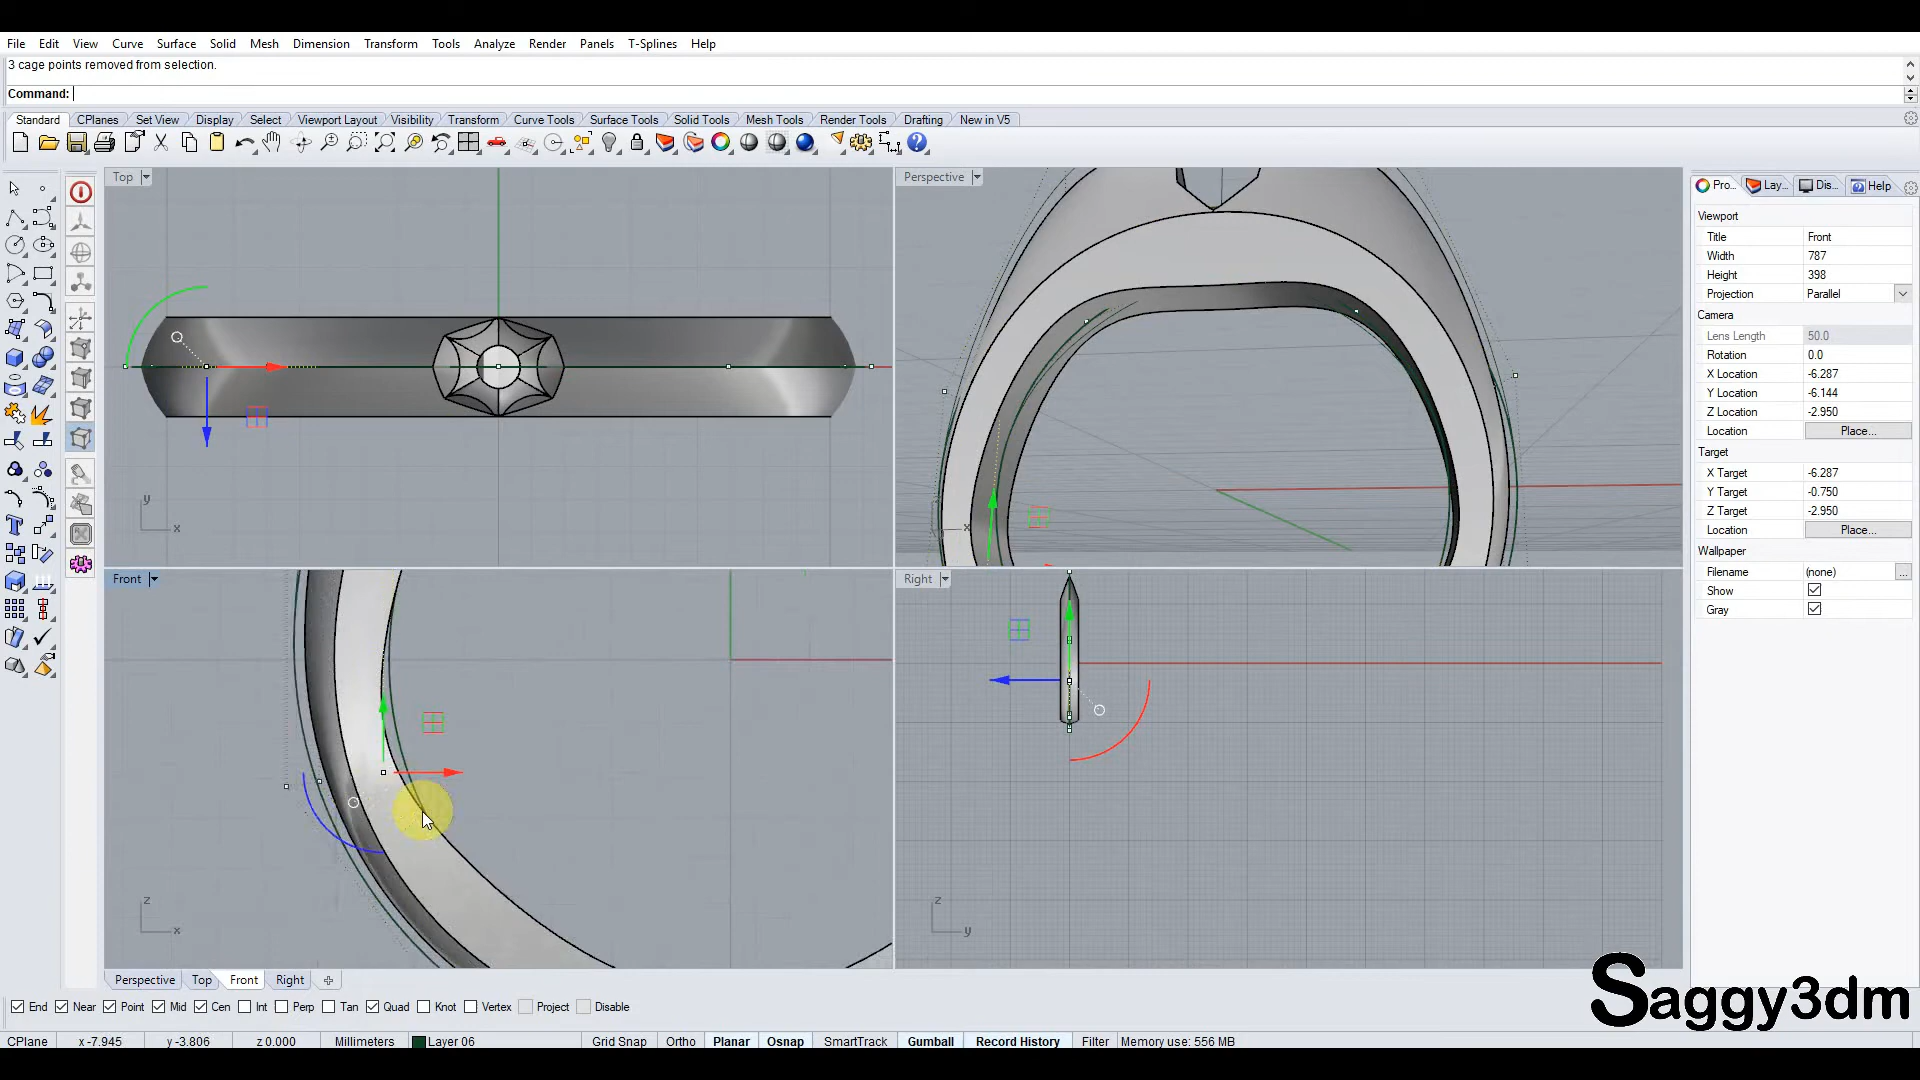 File Edit View Curve Surface Solid Mesh Dimension Transform Tools Analyze Render Panels T-Splines Help
3 cage points removed from selection.
Command:
Standard CPlanes Set View Display Select Viewport Layout Visibility Transform Curve Tools Surface Tools Solid Tools Mesh Tools Render Tools Drafting New in V5
Top
Perspective
Pro... Lay... Dis... Help
Viewport
Title Front
Width 787
Height 398
Projection Parallel
Camera
Lens Length 50.0
Rotation 0.0
X Location -6.287
Y Location -6.144
Z Location -2.950
Location Place...
Target
X Target -6.287
Y Target -0.750
Z Target -2.950
Location Place...
Wallpaper
Filename (none) ...
Show
Gray
y
x
x
Front
Right
z
x
z
y
Perspective Top Front Right
End Near Point Mid Cen Int Perp Tan Quad Knot Vertex Project Disable
Saggy3dm
CPlane x -7.945 y -3.806 z 0.000 Millimeters Layer 06 Grid Snap Ortho Planar Osnap SmartTrack Gumball Record History Filter Memory use: 556 MB